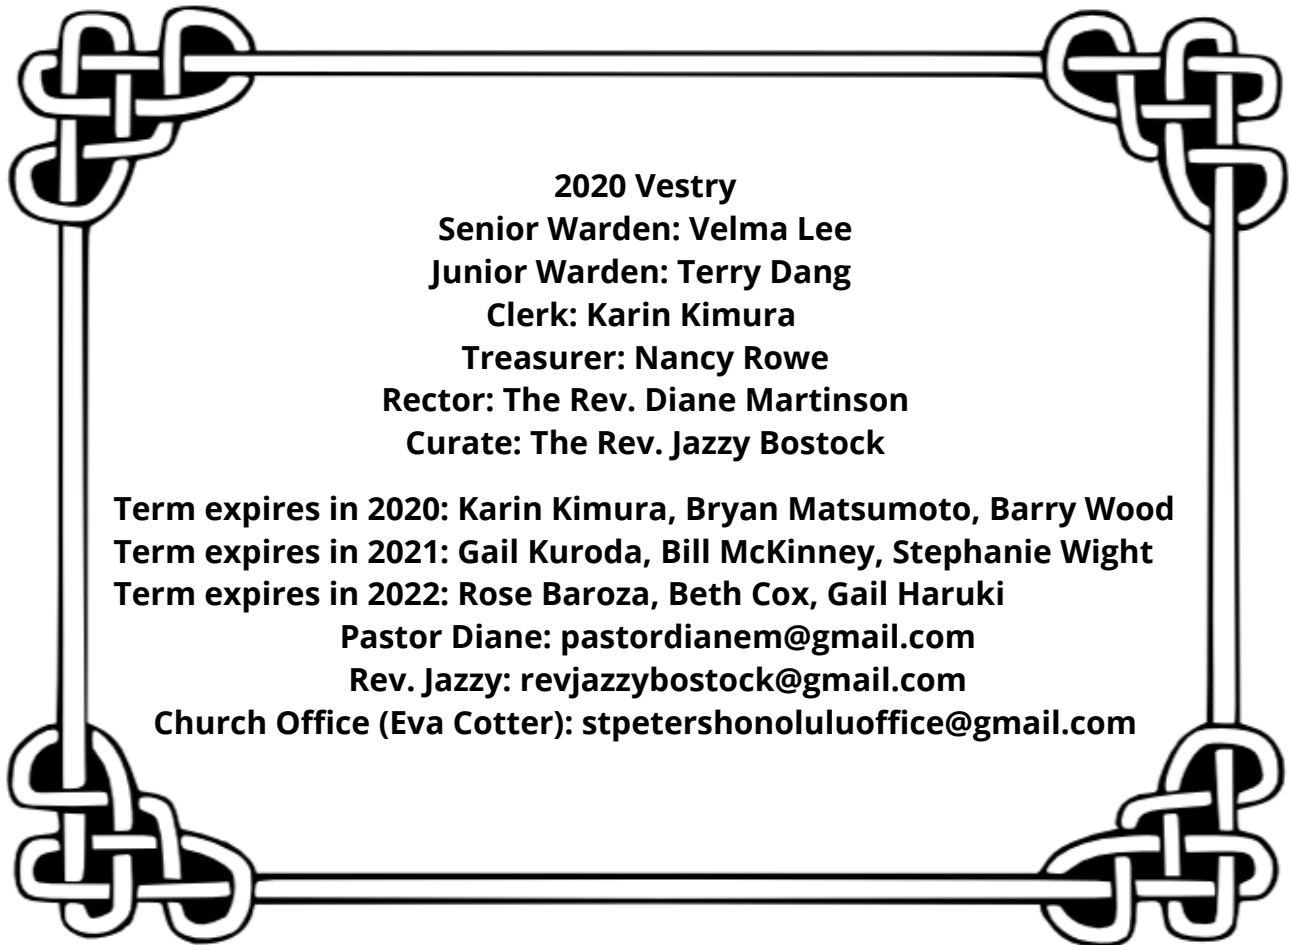 2020 Vestry
Senior Warden: Velma Lee
Junior Warden: Terry Dang
Clerk: Karin Kimura
Treasurer: Nancy Rowe
Rector: The Rev. Diane Martinson
Curate: The Rev. Jazzy Bostock
Term expires in 2020: Karin Kimura, Bryan Matsumoto, Barry Wood
Term expires in 2021: Gail Kuroda, Bill McKinney, Stephanie Wight
Term expires in 2022: Rose Baroza, Beth Cox, Gail Haruki
Pastor Diane: pastordianem@gmail.com
Rev. Jazzy: revjazzybostock@gmail.com
Church Office (Eva Cotter): stpetershonoluluoffice@gmail.com